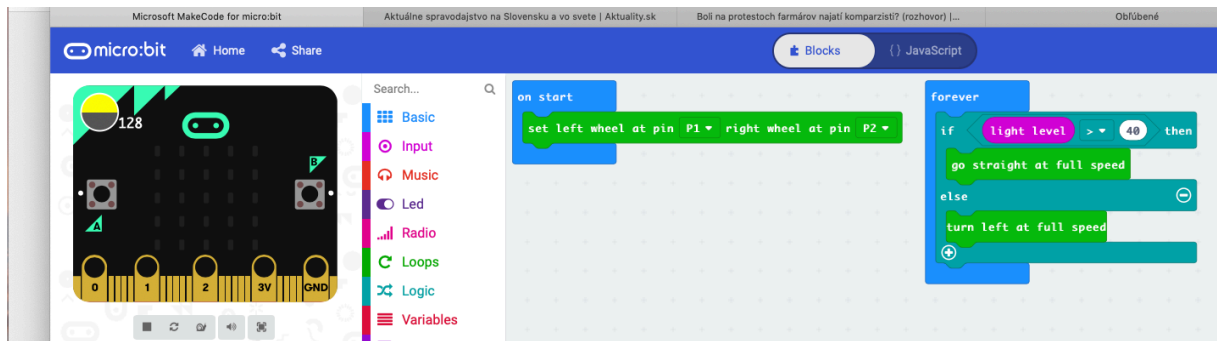 Microsoft MakeCode for micro:bit
Aktuálne spravodajstvo na Slovensku a vo svete | Aktuality.sk
Boli na protestoch farmárov najatí komparzisti? (rozhovor) |...
Obľúbené
micro:bit
Home
Share
Blocks
{} JavaScript
128
B
A
0 1 2 3V GND
Search...
Basic
Input
Music
Led
Radio
Loops
Logic
Variables
on start
set left wheel at pin P1 right wheel at pin P2
forever
if light level > 40 then
go straight at full speed
else
turn left at full speed